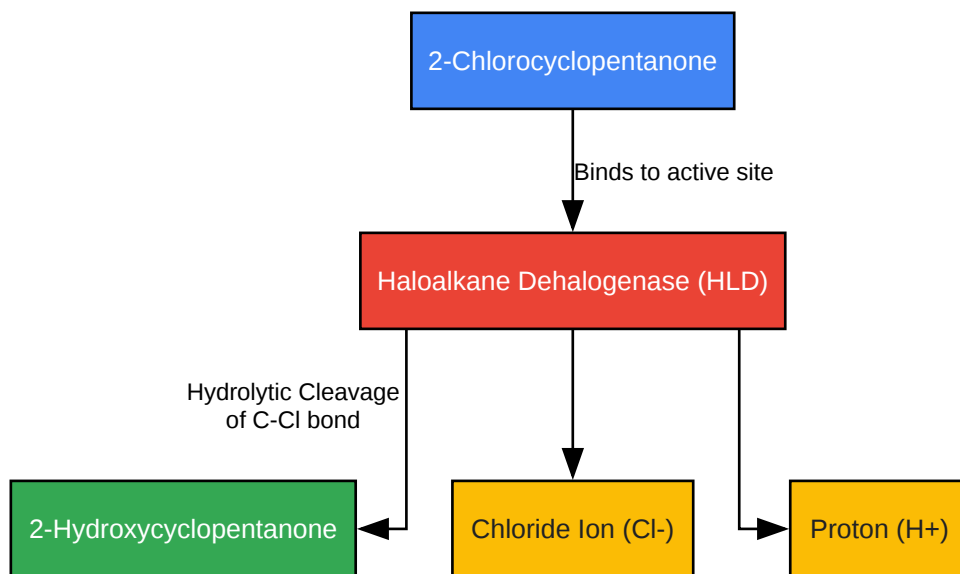 2-Chlorocyclopentanone
Binds to active site
Haloalkane Dehalogenase (HLD)
Hydrolytic Cleavage
of C-Cl bond
2-Hydroxycyclopentanone
Chloride Ion (Cl-)
Proton (H+)